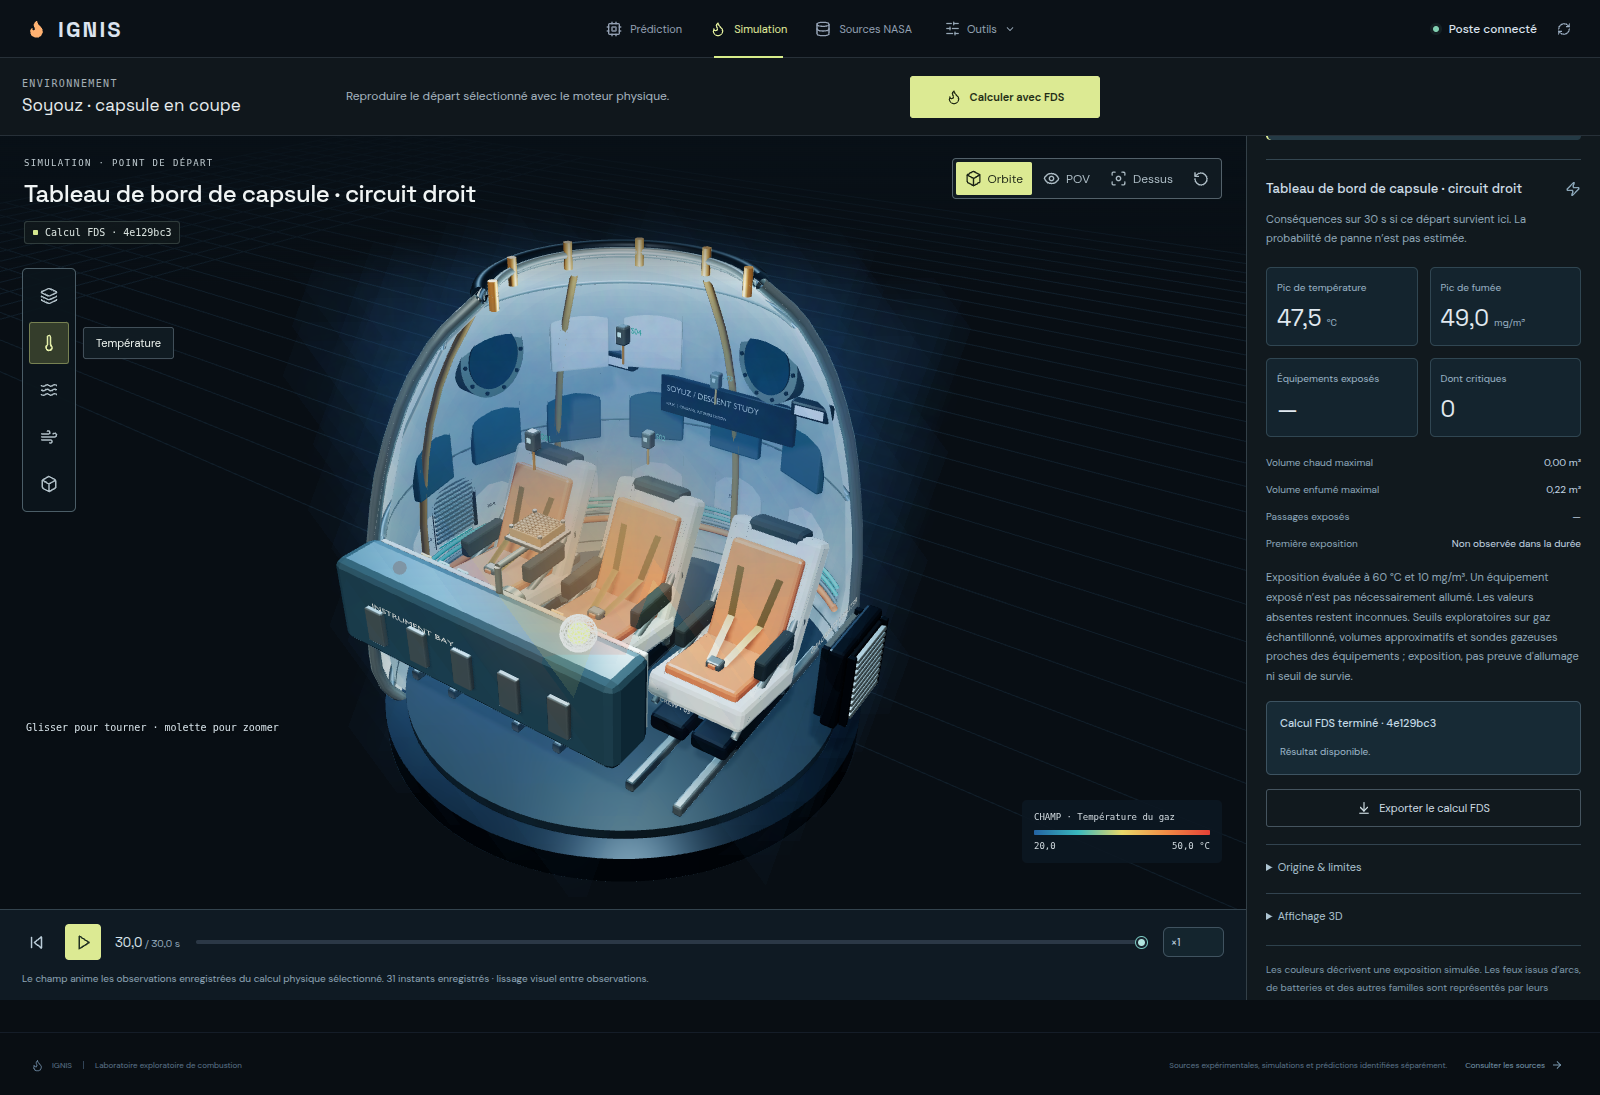 IGNIS
Prédiction
Simulation
Sources NASA
Outils
Poste connecté
ENVIRONNEMENT
Soyouz · capsule en coupe
Reproduire le départ sélectionné avec le moteur physique.
Calculer avec FDS
SIMULATION · POINT DE DÉPART
Tableau de bord de capsule · circuit droit
Calcul FDS · 4e129bc3
Orbite
POV
Dessus
Température
SOYUZ / DESCENT STUDY
INSTRUMENT BAY
Glisser pour tourner · molette pour zoomer
CHAMP · Température du gaz
20,0
50,0 °C
30,0 / 30,0 s
×1
Le champ anime les observations enregistrées du calcul physique sélectionné. 31 instants enregistrés · lissage visuel entre observations.
Tableau de bord de capsule · circuit droit
Conséquences sur 30 s si ce départ survient ici. La
probabilité de panne n’est pas estimée.
Pic de température
47,5 °C
Pic de fumée
49,0 mg/m³
Équipements exposés
—
Dont critiques
0
Volume chaud maximal
0,00 m³
Volume enfumé maximal
0,22 m³
Passages exposés
—
Première exposition
Non observée dans la durée
Exposition évaluée à 60 °C et 10 mg/m³. Un équipement
exposé n’est pas nécessairement allumé. Les valeurs
absentes restent inconnues. Seuils exploratoires sur gaz
échantillonné, volumes approximatifs et sondes gazeuses
proches des équipements ; exposition, pas preuve d’allumage
ni seuil de survie.
Calcul FDS terminé · 4e129bc3
Résultat disponible.
Exporter le calcul FDS
Origine & limites
Affichage 3D
Les couleurs décrivent une exposition simulée. Les feux issus d’arcs,
de batteries et des autres familles sont représentés par leurs
IGNIS
Laboratoire exploratoire de combustion
Sources expérimentales, simulations et prédictions identifiées séparément.
Consulter les sources